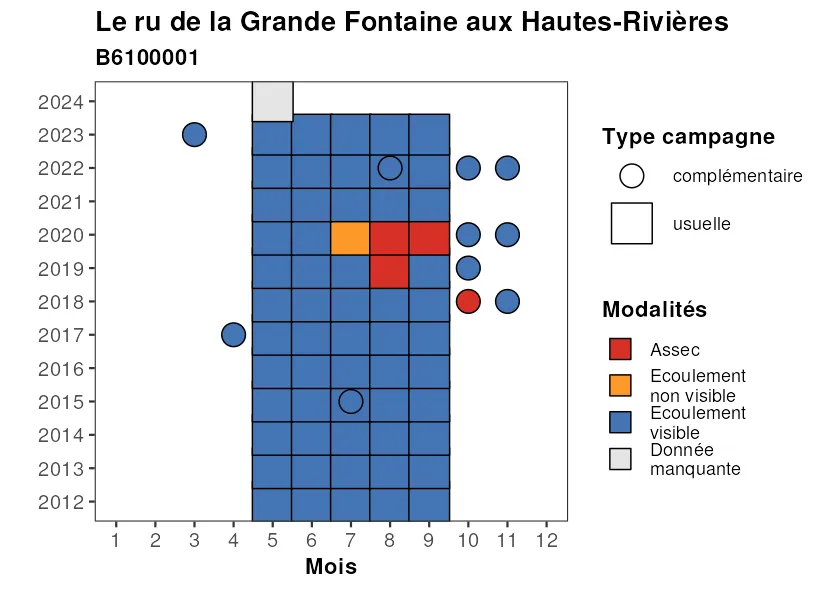 Le ru de la Grande Fontaine aux Hautes-Rivières
B6100001
2024
2023
2022
2021
2020
2019
2018
2017
2016
2015
2014
2013
2012
1 2 3 4 5 6 7 8 9 10 11 12
Mois
Type campagne
complémentaire
usuelle
Modalités
Assec
Ecoulement
non visible
Ecoulement
visible
Donnée
manquante